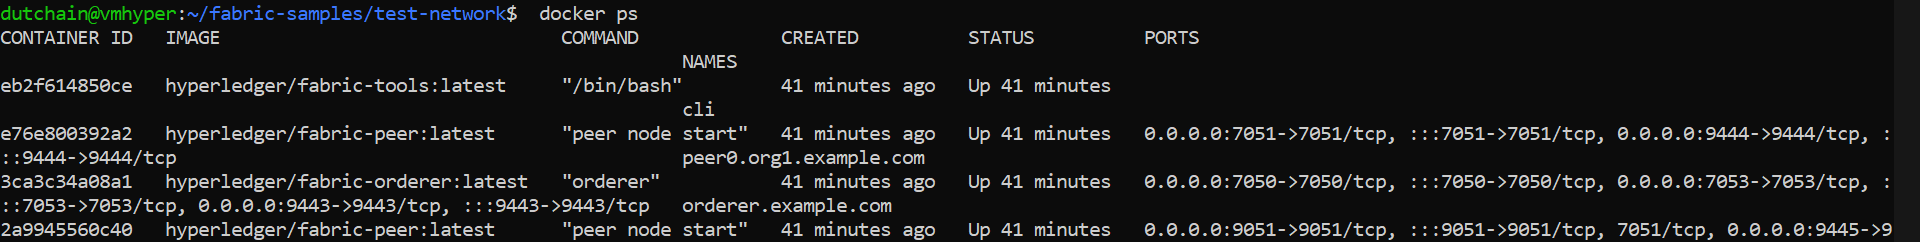 dutchain@vmhyper:~/fabric-samples/test-network$  docker ps
CONTAINER ID   IMAGE                               COMMAND             CREATED          STATUS          PORTS
                                                              NAMES
eb2f614850ce   hyperledger/fabric-tools:latest     "/bin/bash"         41 minutes ago   Up 41 minutes
                                                              cli
e76e800392a2   hyperledger/fabric-peer:latest      "peer node start"   41 minutes ago   Up 41 minutes   0.0.0.0:7051->7051/tcp, :::7051->7051/tcp, 0.0.0.0:9444->9444/tcp, :
::9444->9444/tcp                                              peer0.org1.example.com
3ca3c34a08a1   hyperledger/fabric-orderer:latest   "orderer"           41 minutes ago   Up 41 minutes   0.0.0.0:7050->7050/tcp, :::7050->7050/tcp, 0.0.0.0:7053->7053/tcp, :
::7053->7053/tcp, 0.0.0.0:9443->9443/tcp, :::9443->9443/tcp   orderer.example.com
2a9945560c40   hyperledger/fabric-peer:latest      "peer node start"   41 minutes ago   Up 41 minutes   0.0.0.0:9051->9051/tcp, :::9051->9051/tcp, 7051/tcp, 0.0.0.0:9445->9